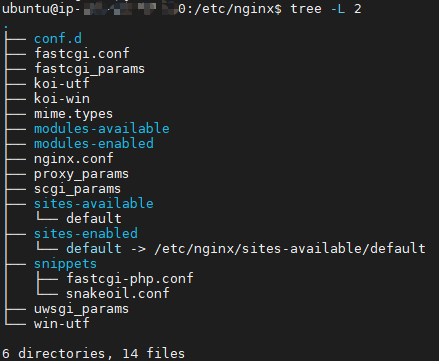 ubuntu@ip- 0:/etc/nginx$ tree -L 2
.
├── conf.d
├── fastcgi.conf
├── fastcgi_params
├── koi-utf
├── koi-win
├── mime.types
├── modules-available
├── modules-enabled
├── nginx.conf
├── proxy_params
├── scgi_params
├── sites-available
│   └── default
├── sites-enabled
│   └── default -> /etc/nginx/sites-available/default
├── snippets
│   ├── fastcgi-php.conf
│   └── snakeoil.conf
├── uwsgi_params
└── win-utf
6 directories, 14 files